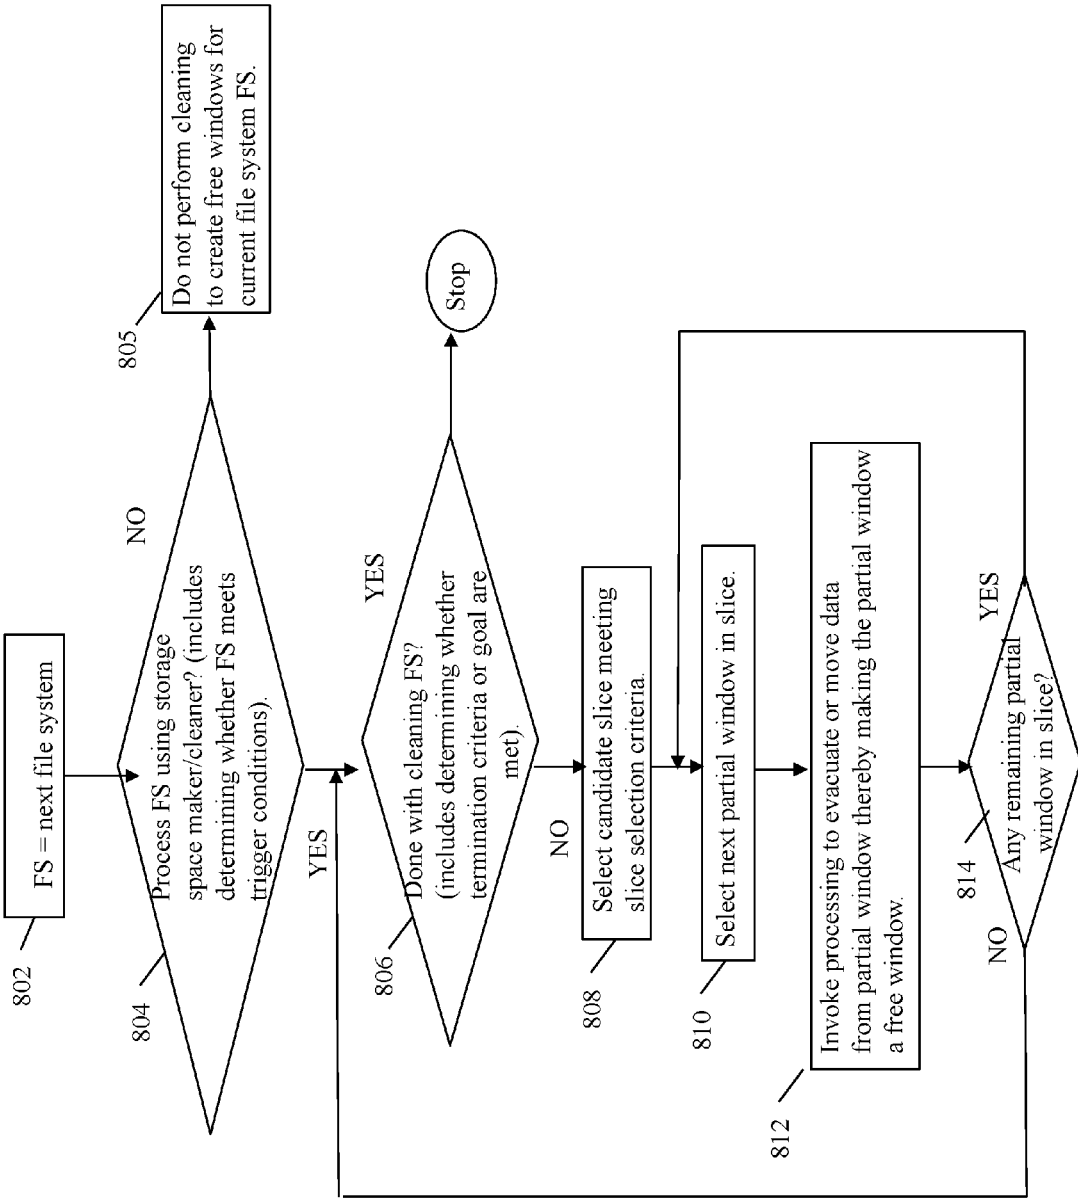 802
FS = next file system
804
Process FS using storage
space maker/cleaner? (includes
determining whether FS meets
trigger conditions).
NO
805
Do not perform cleaning
to create free windows for
current file system FS.
YES
806
Done with cleaning FS?
(includes determining whether
termination criteria or goal are
met).
YES
Stop
NO
808
Select candidate slice meeting
slice selection criteria.
810
Select next partial window in slice.
812
Invoke processing to evacuate or move data
from partial window thereby making the partial window
a free window.
814
Any remaining partial
window in slice?
YES
NO